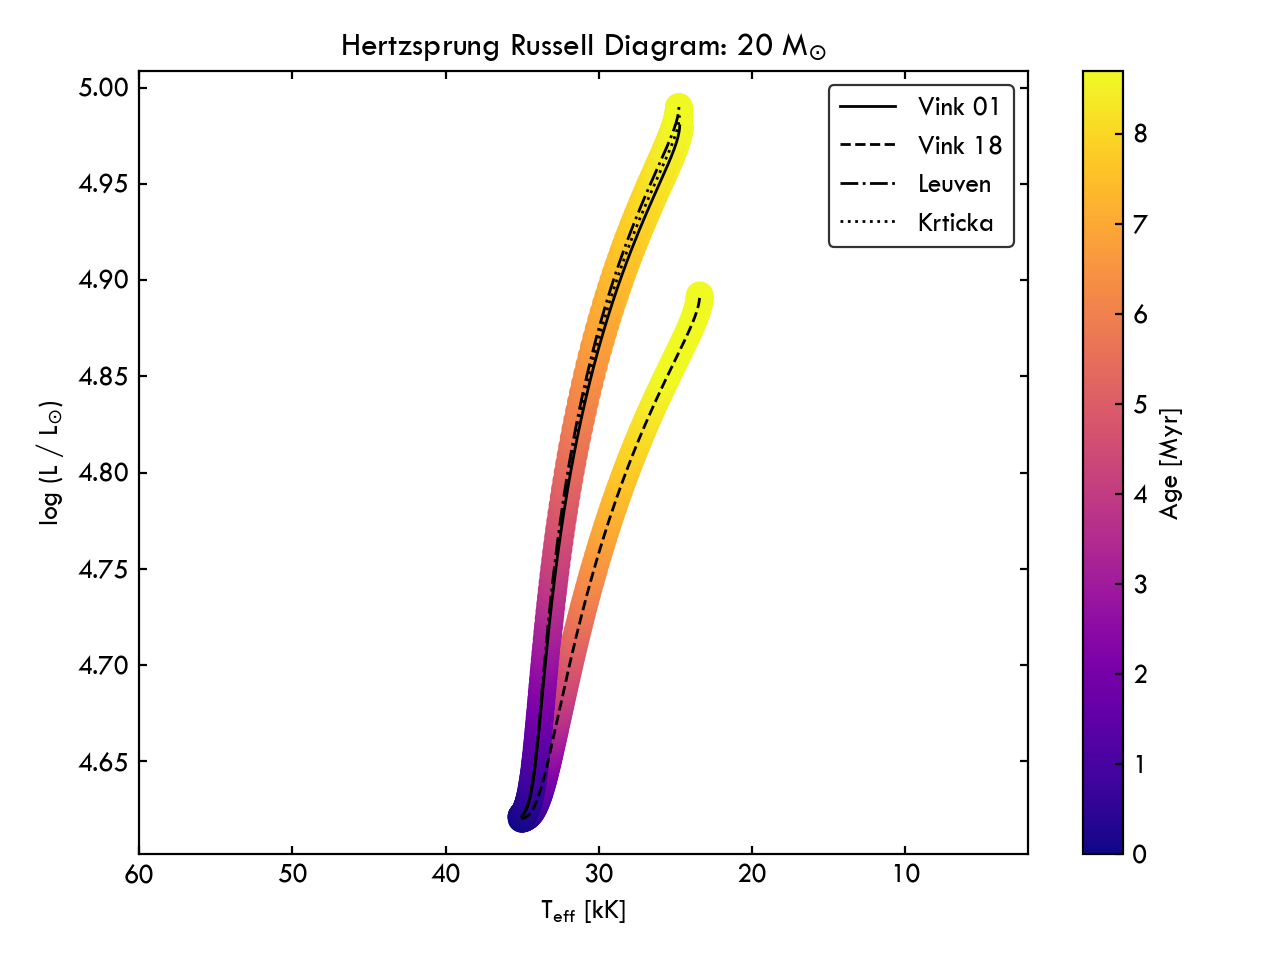 Hertzsprung Russell Diagram: 20 M⊙
log (L / L⊙)
5.00
4.95
4.90
4.85
4.80
4.75
4.70
4.65
60 50 40 30 20 10
T_eff [kK]
Vink 01
Vink 18
Leuven
Krticka
8
7
6
5
4
3
2
1
0
Age [Myr]